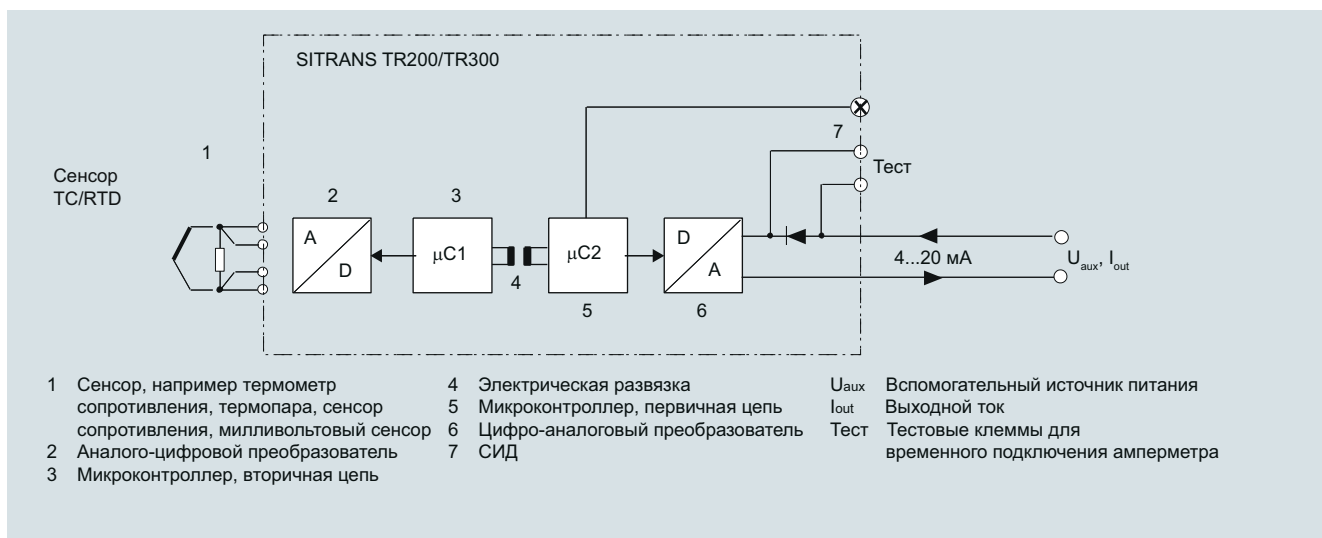 SITRANS TR200/TR300
1
Сенсор
TC/RTD
2
3
7
Тест
A
D
μC1
4
μC2
5
D
A
6
4...20 мА
Uaux, Iout
1 Сенсор, например термометр
сопротивления, термопара, сенсор
сопротивления, милливольтовый сенсор
2 Аналого-цифровой преобразователь
3 Микроконтроллер, вторичная цепь
4 Электрическая развязка
5 Микроконтроллер, первичная цепь
6 Цифро-аналоговый преобразователь
7 СИД
Uaux Вспомогательный источник питания
Iout Выходной ток
Тест Тестовые клеммы для
временного подключения амперметра